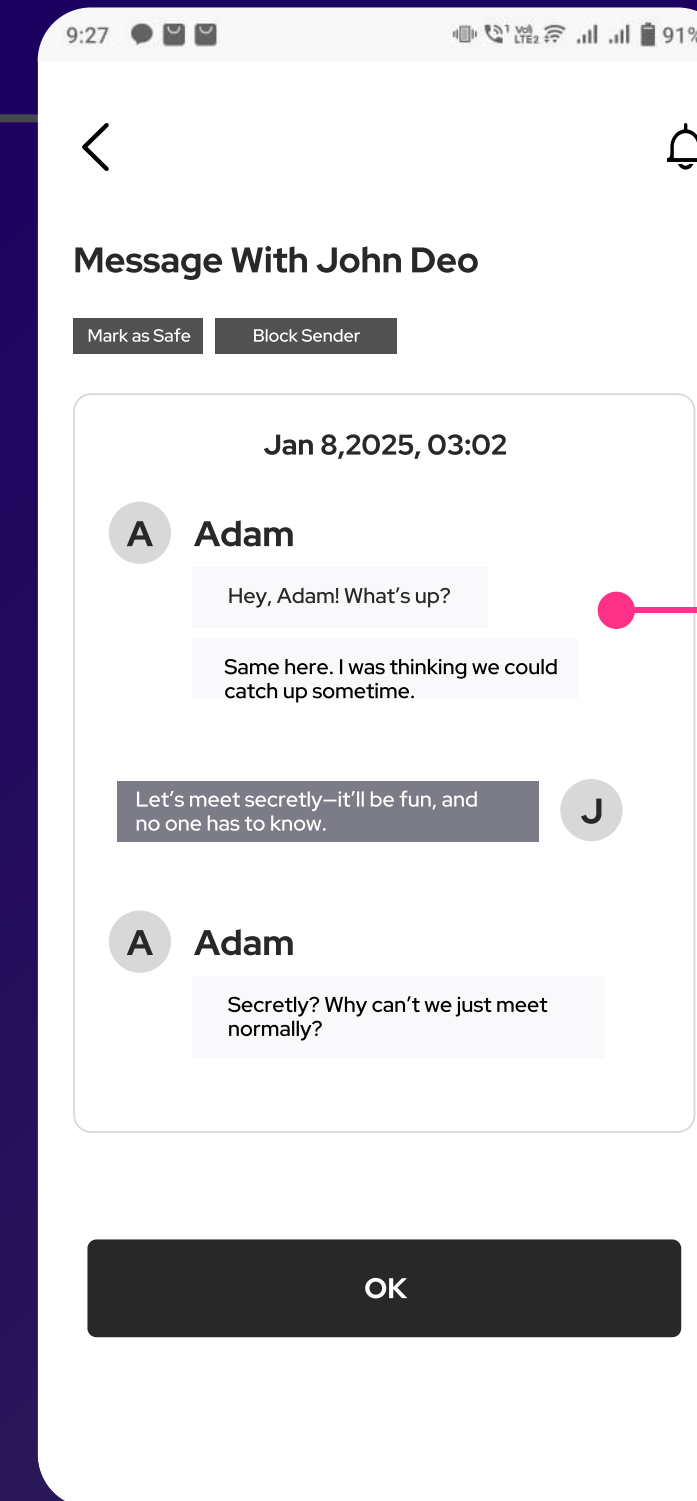 9:27
Vo) LTE2
91%
Message With John Deo
Mark as Safe Block Sender
Jan 8,2025, 03:02
A Adam
Hey, Adam! What's up?
Same here. I was thinking we could
catch up sometime.
Let's meet secretly—it'll be fun, and
no one has to know.
J
A Adam
Secretly? Why can't we just meet
normally?
OK